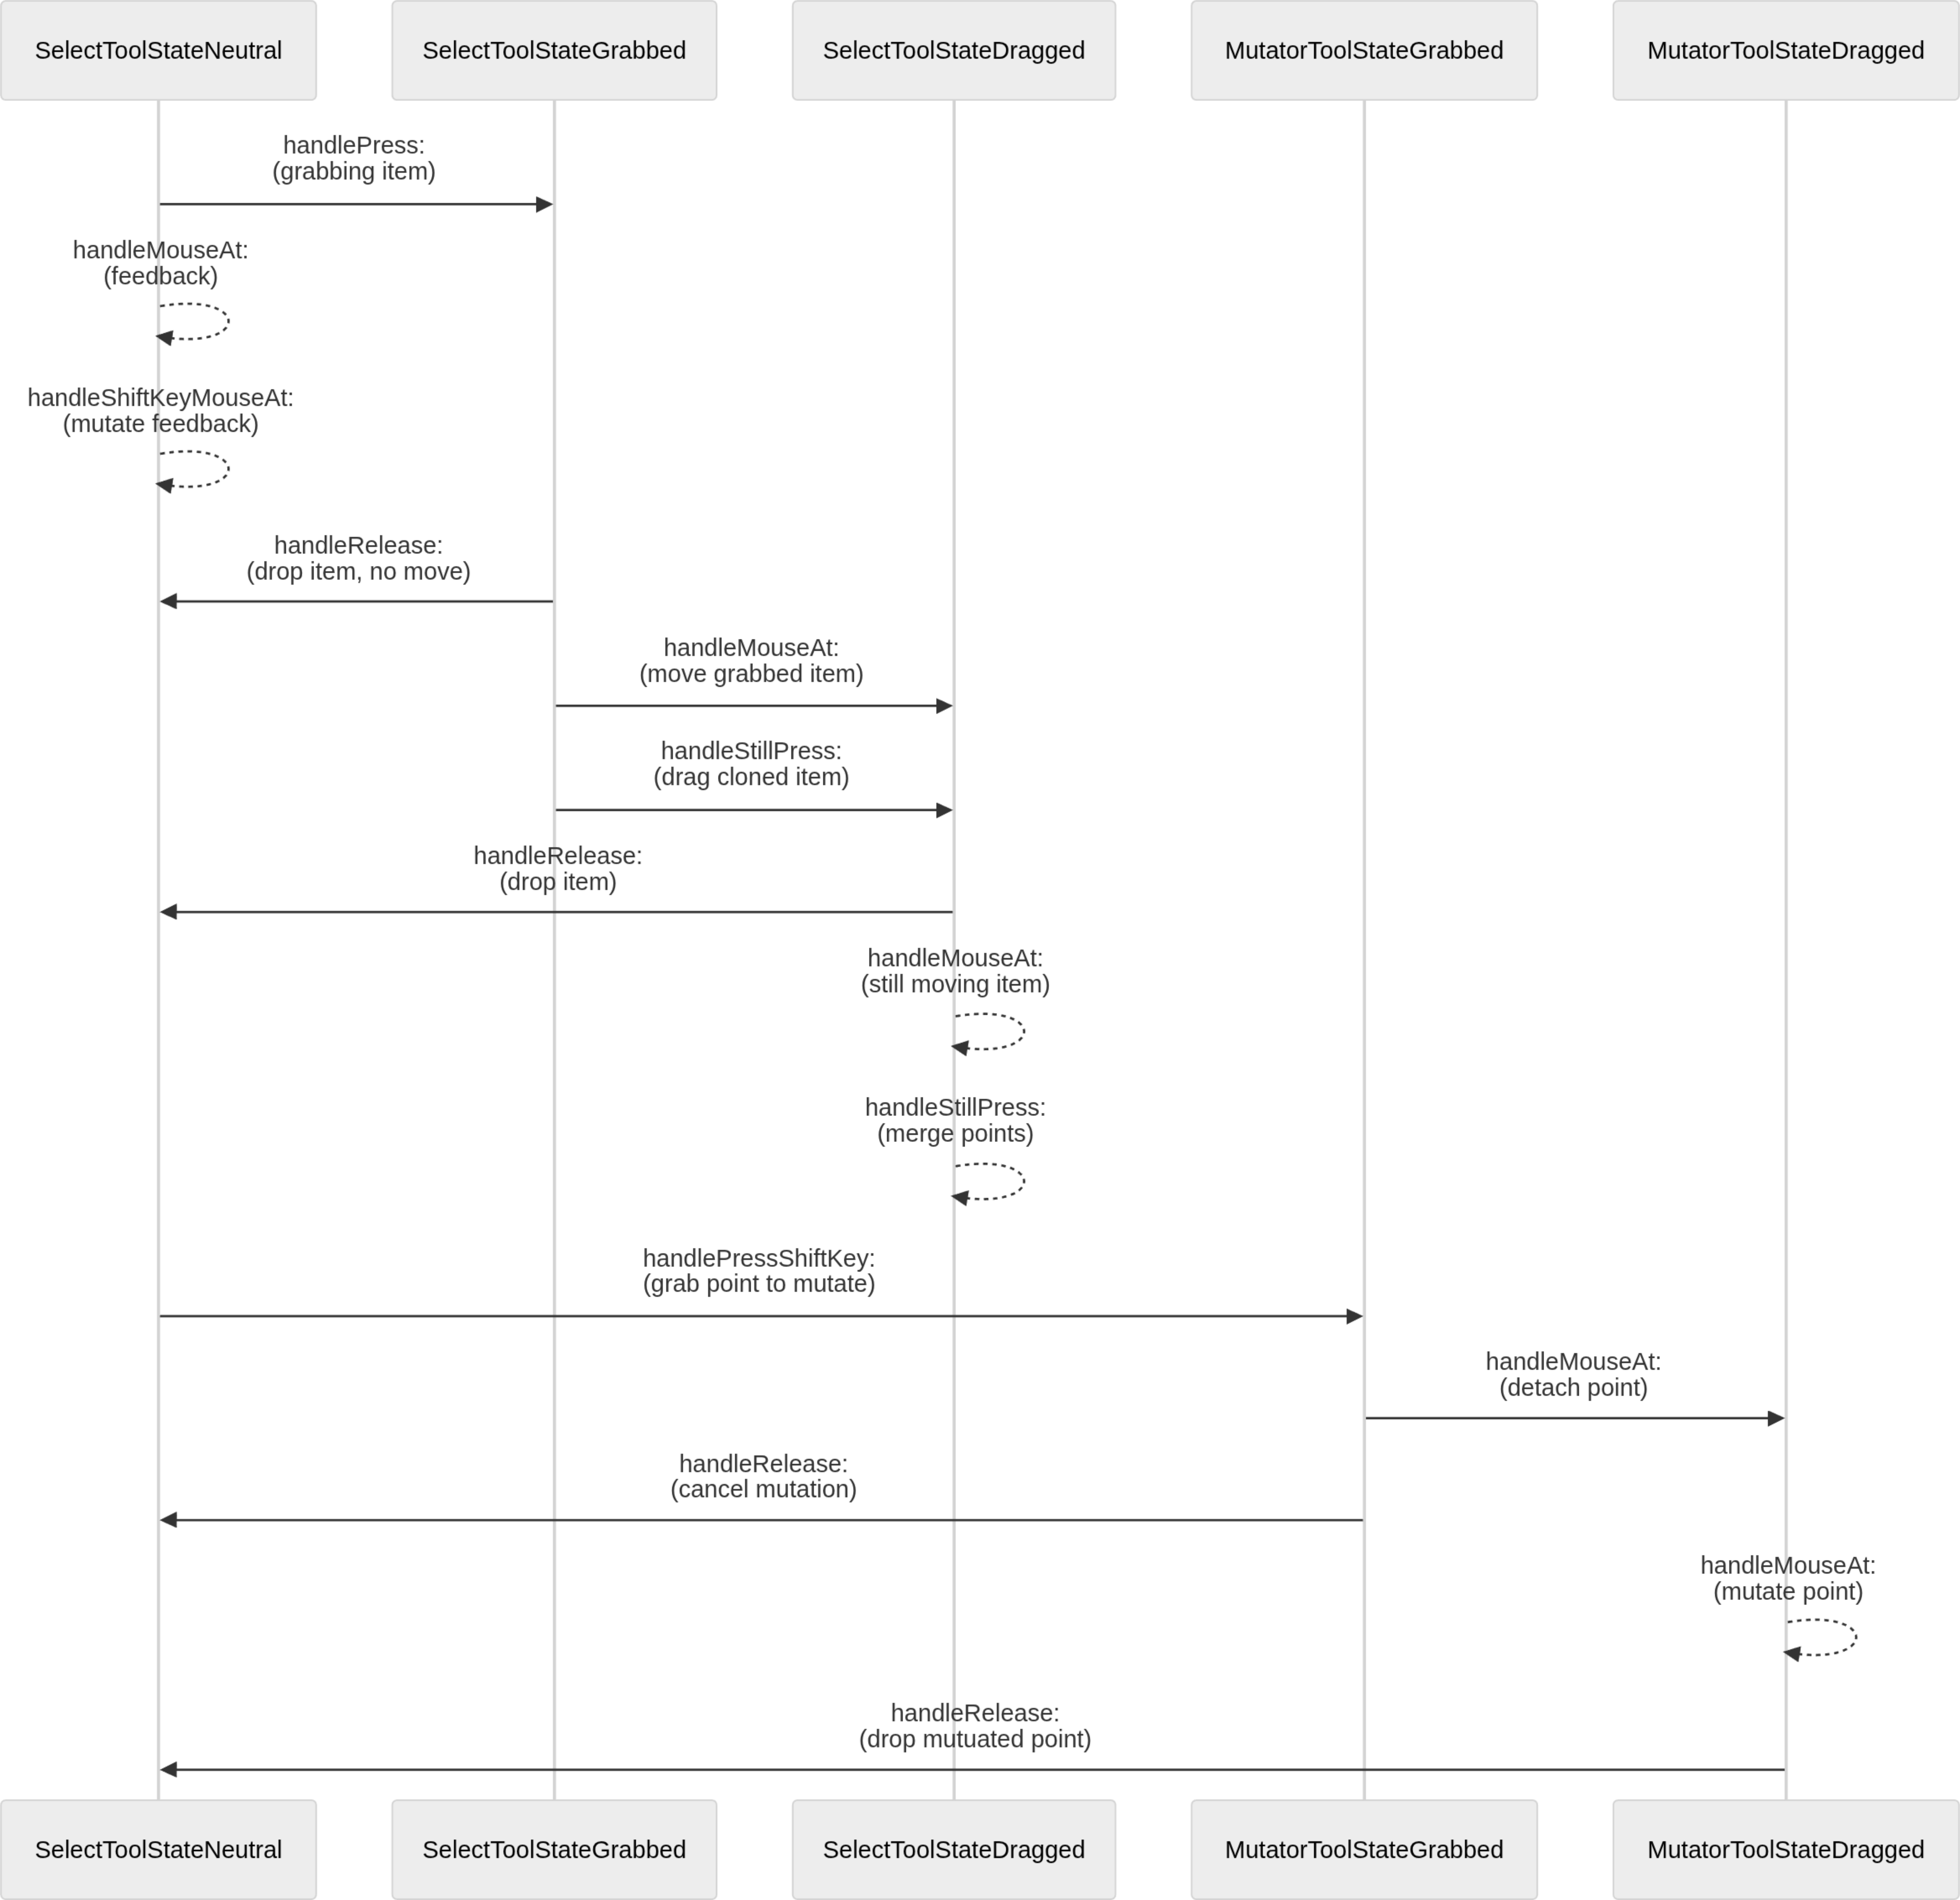 SelectToolStateNeutral
SelectToolStateGrabbed
SelectToolStateDragged
MutatorToolStateGrabbed
MutatorToolStateDragged
handlePress:
(grabbing item)
handleMouseAt:
(feedback)
handleShiftKeyMouseAt:
(mutate feedback)
handleRelease:
(drop item, no move)
handleMouseAt:
(move grabbed item)
handleStillPress:
(drag cloned item)
handleRelease:
(drop item)
handleMouseAt:
(still moving item)
handleStillPress:
(merge points)
handlePressShiftKey:
(grab point to mutate)
handleMouseAt:
(detach point)
handleRelease:
(cancel mutation)
handleMouseAt:
(mutate point)
handleRelease:
(drop mutuated point)
SelectToolStateNeutral
SelectToolStateGrabbed
SelectToolStateDragged
MutatorToolStateGrabbed
MutatorToolStateDragged